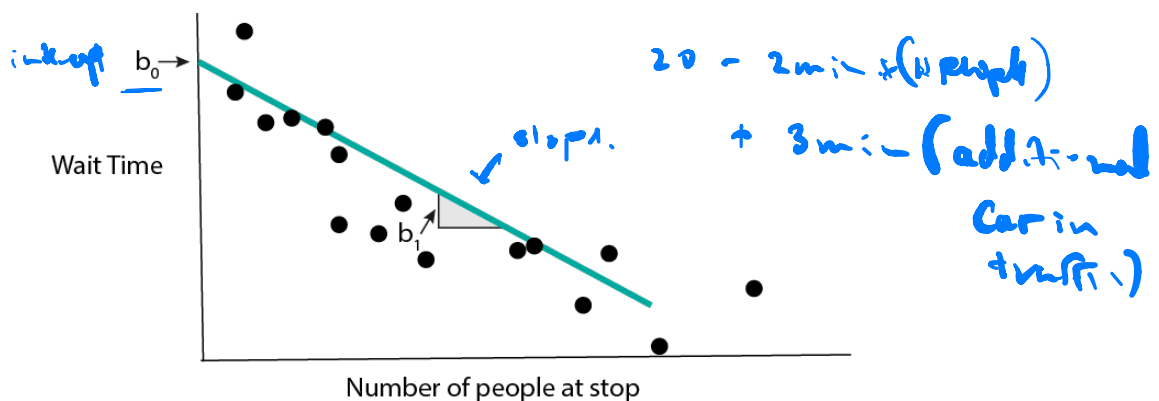 intercept b₀
20 - 2min *(# people)
slope.
+ 3min (additional
Wait Time
car in
b₁
traffic)
Number of people at stop